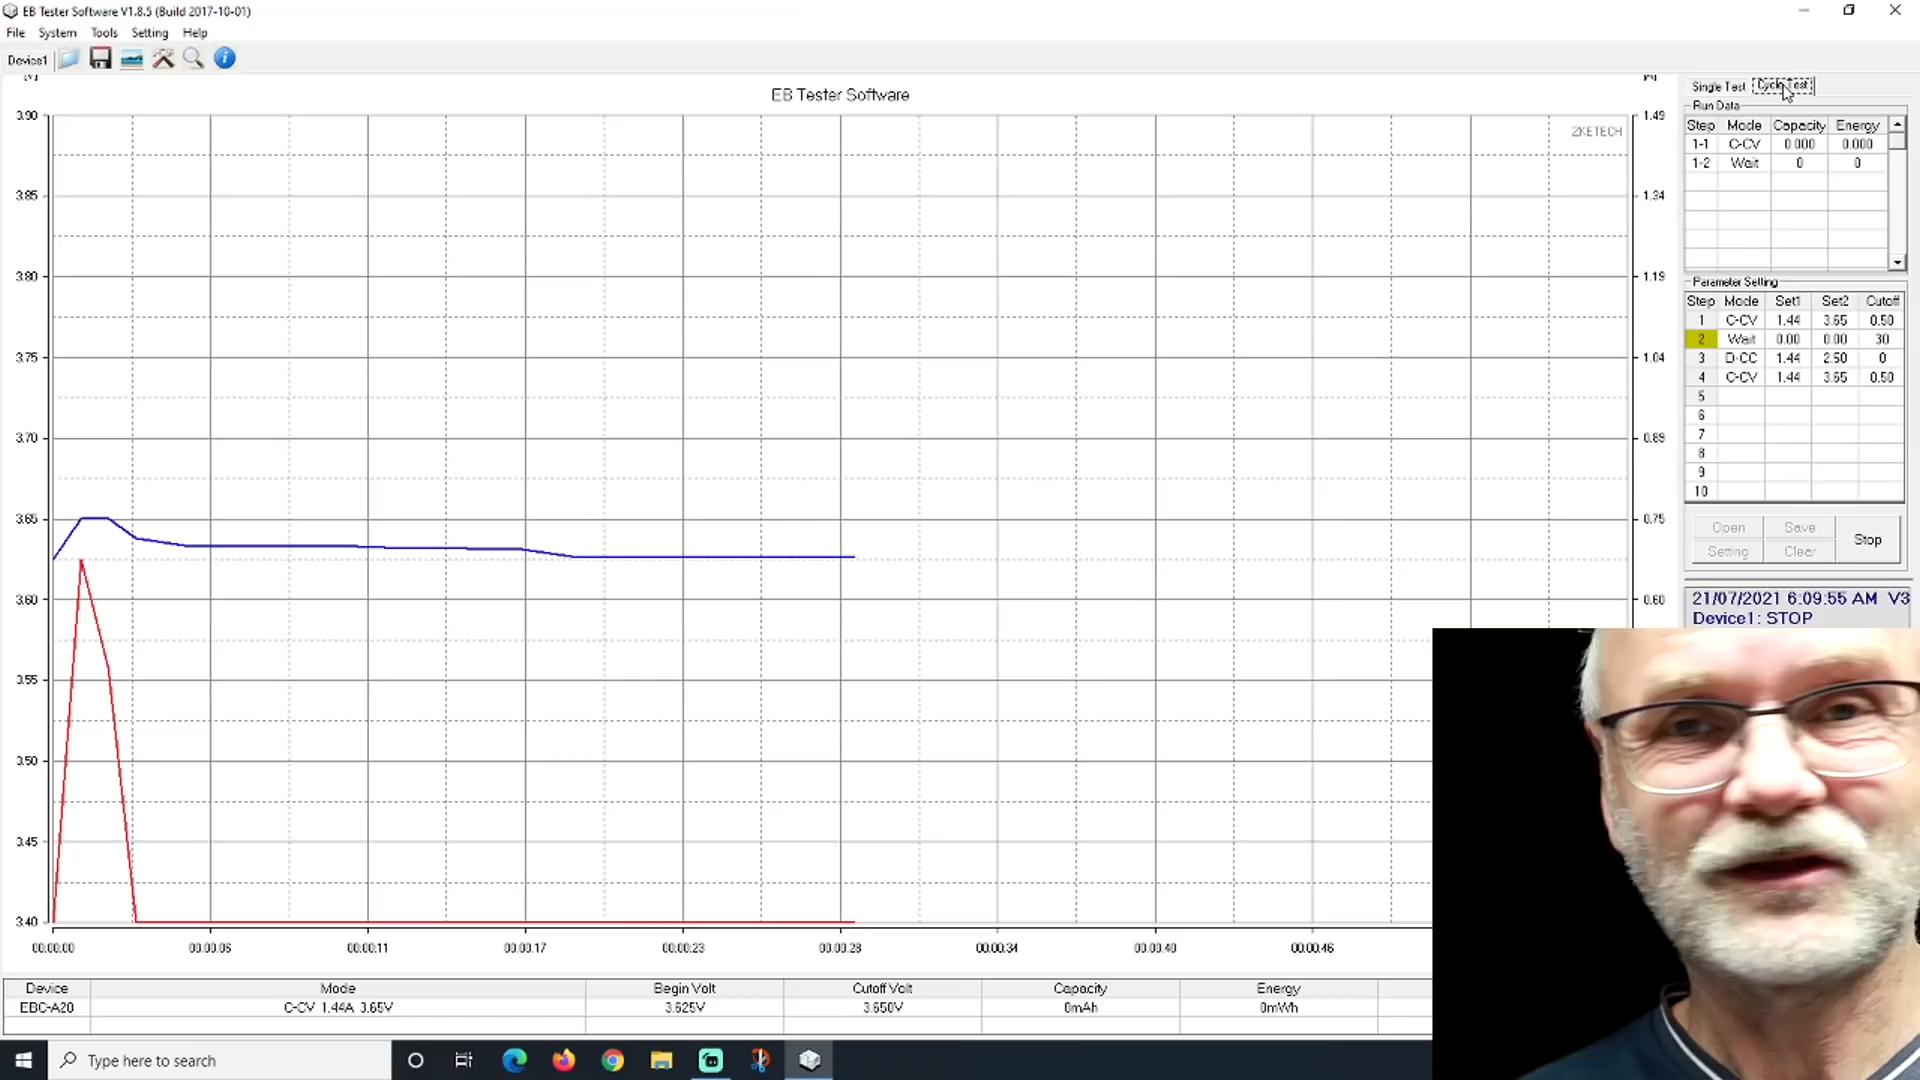 EB Tester Software V1.8.5 (Build 2017-10-01)
File System Tools Setting Help
Device1
EB Tester Software
ZKETECH
3.90
3.85
3.80
3.75
3.70
3.65
3.60
3.55
3.50
3.45
3.40
1.49
1.34
1.19
1.04
0.89
0.75
0.60
00:00:00 00:00:06 00:00:11 00:00:17 00:00:23 00:00:28 00:00:34 00:00:40 00:00:46
Single Test Cycle Test
Run Data
Step Mode Capacity Energy
1-1 C-CV 0.000 0.000
1-2 Wait 0 0
Parameter Setting
Step Mode Set1 Set2 Cutoff
1 C-CV 1.44 3.65 0.50
2 Wait 0.00 0.00 30
3 D-CC 1.44 2.50 0
4 C-CV 1.44 3.65 0.50
5
6
7
8
9
10
Open Save
Setting Clear
Stop
21/07/2021 6:09:55 AM V3
Device1: STOP
Device Mode Begin Volt Cutoff Volt Capacity Energy
EBC-A20 C-CV 1.44A 3.65V 3.625V 3.650V 0mAh 0mWh
Type here to search